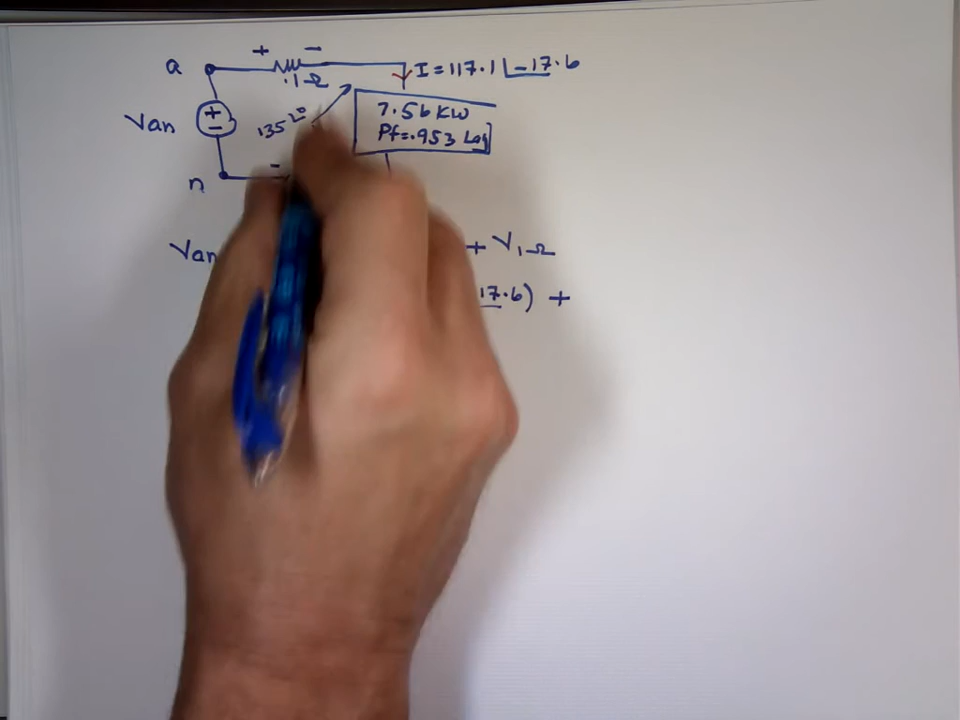 a + - I = 117.1 ∠-17.6
.1Ω
Van + - 135∠0 7.56 KW
Pf=.953 Lag
n -
Van + V1Ω
17.6) +